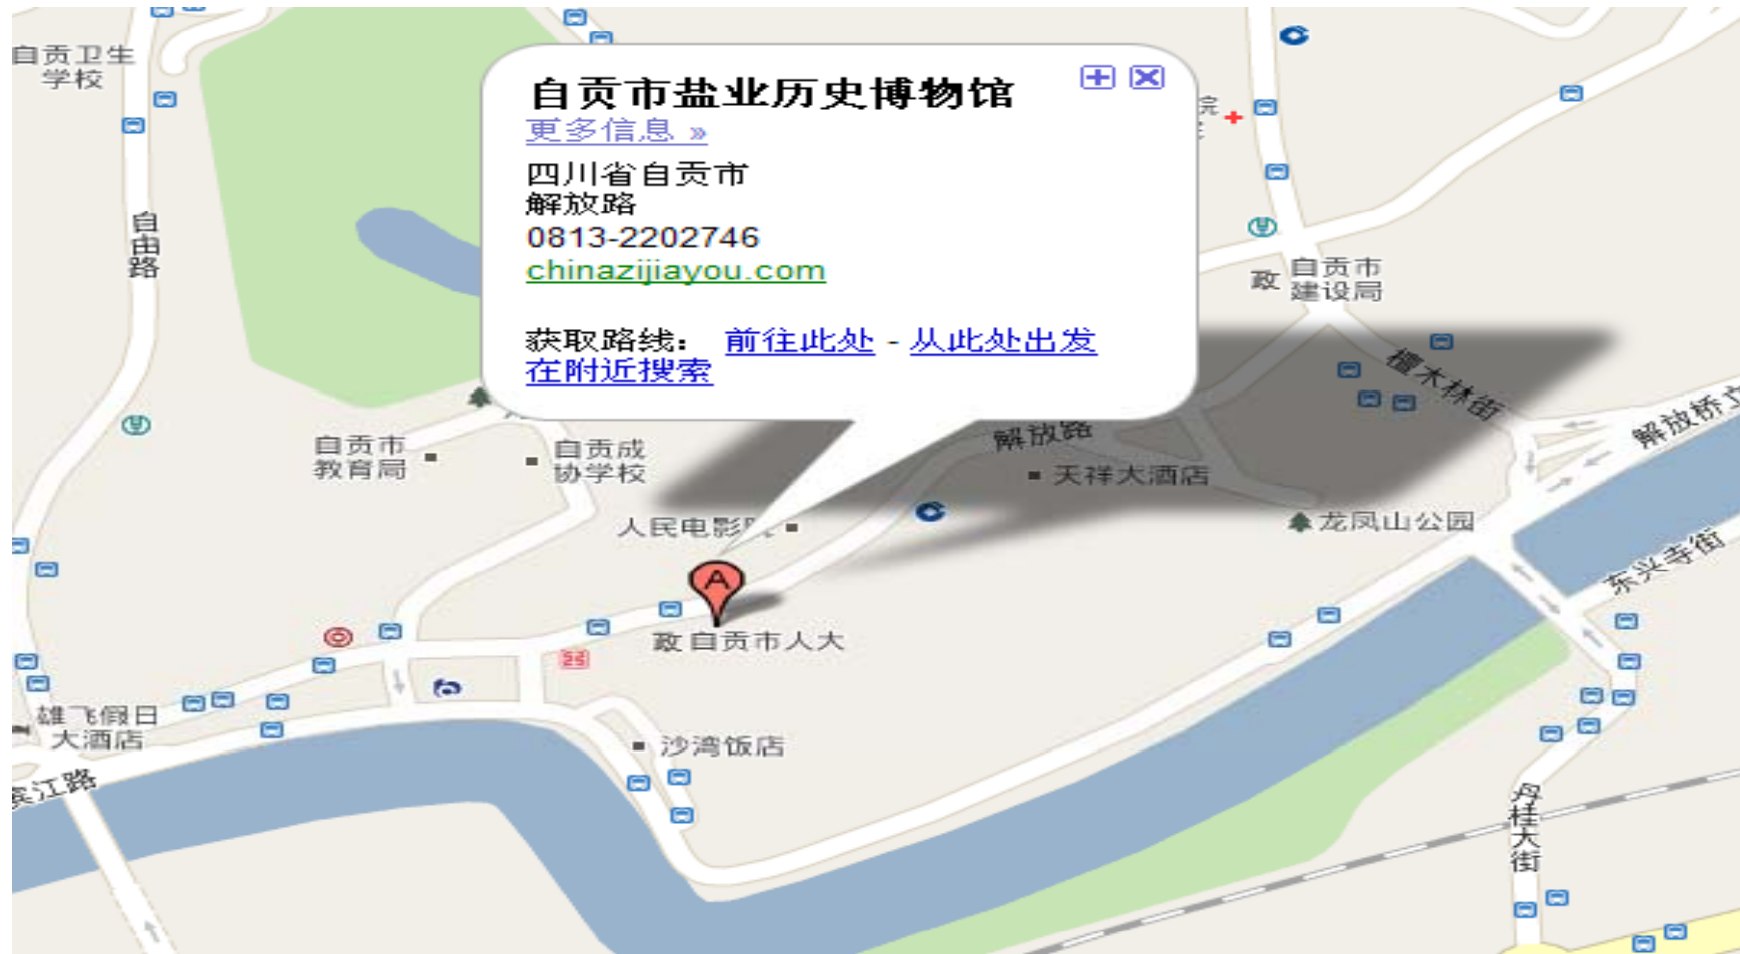 自贡卫生
学校
自贡市盐业历史博物馆
更多信息 »
四川省自贡市
解放路
0813-2202746
chinazijiayou.com
获取路线： 前往此处 - 从此处出发
在附近搜索
院
自由路
政
自贡市
建设局
檀木林街
解放桥立
解放路
自贡市
教育局
自贡成
协学校
天祥大酒店
人民电影
龙凤山公园
东兴寺街
A
政 自贡市人大
雄飞假日
大酒店
沙湾饭店
滨江路
丹桂大街